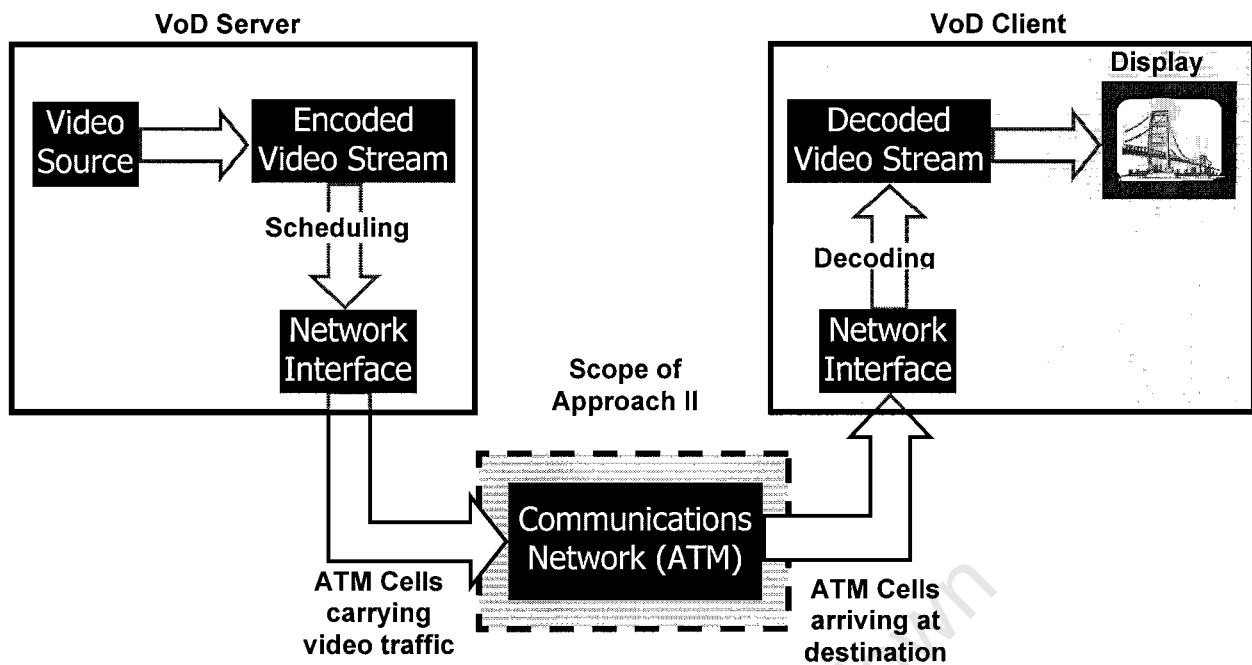 VoD Server
Video
Source
Encoded
Video Stream
Scheduling
Network
Interface
VoD Client
Display
Decoded
Video Stream
Decoding
Network
Interface
Scope of
Approach II
Communications
Network (ATM)
ATM Cells
carrying
video traffic
ATM Cells
arriving at
destination